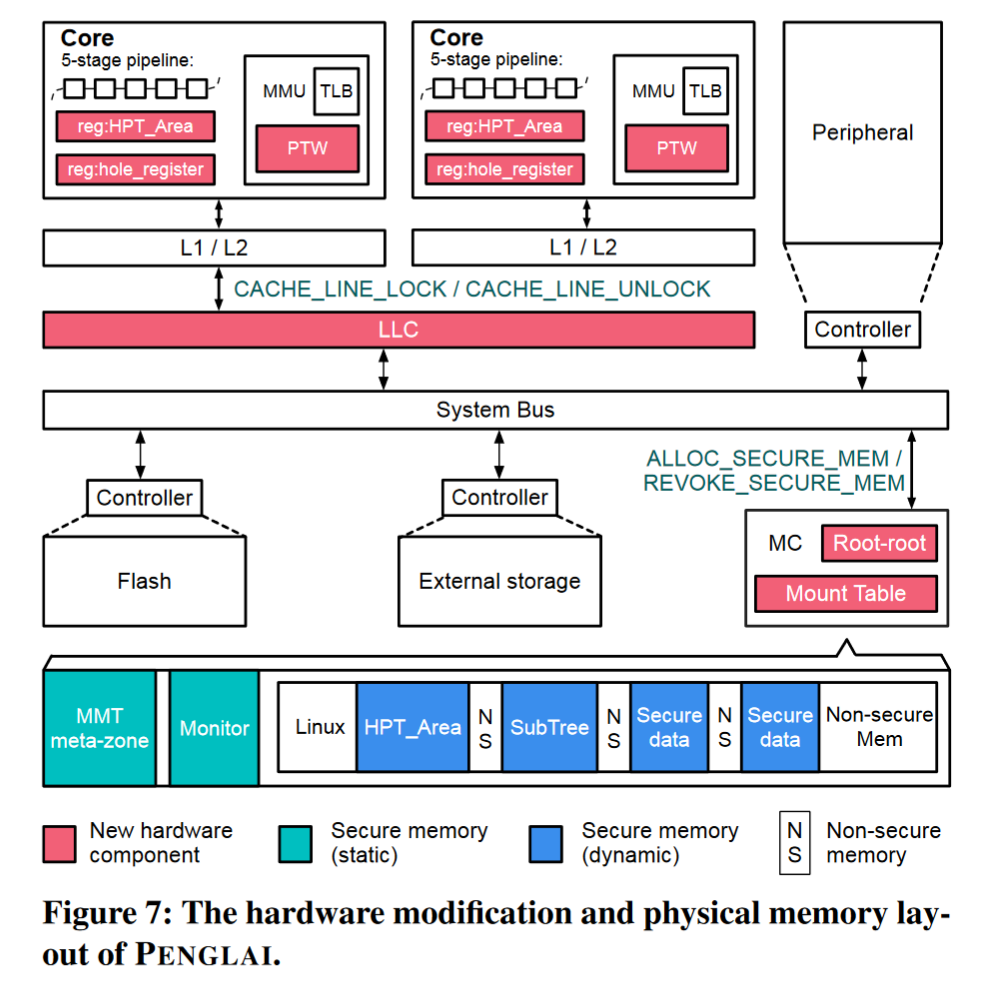 Core
5-stage pipeline:
reg:HPT_Area
reg:hole_register
MMU
TLB
PTW
Core
5-stage pipeline:
reg:HPT_Area
reg:hole_register
MMU
TLB
PTW
Peripheral
L1 / L2
L1 / L2
CACHE_LINE_LOCK / CACHE_LINE_UNLOCK
LLC
Controller
System Bus
ALLOC_SECURE_MEM /
REVOKE_SECURE_MEM
Controller
Flash
Controller
External storage
MC
Root-root
Mount Table
MMT
meta-zone
Monitor
Linux
HPT_Area
N
S
SubTree
N
S
Secure
data
N
S
Secure
data
Non-secure
Mem
New hardware
component
Secure memory
(static)
Secure memory
(dynamic)
N
S
Non-secure
memory
Figure 7: The hardware modification and physical memory lay-
out of PENGLAI.